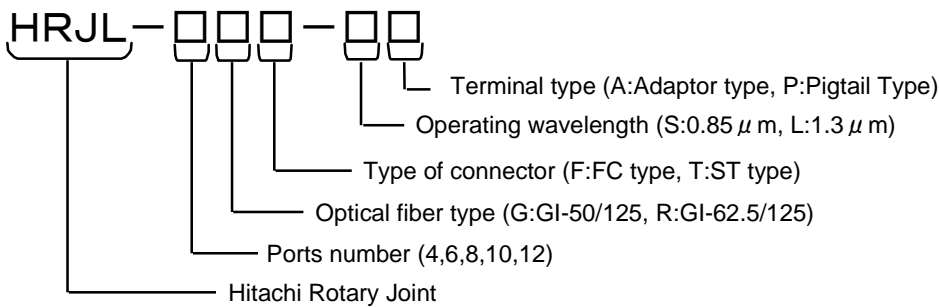 HRJL-□□□-□□
Terminal type (A:Adaptor type, P:Pigtail Type)
Operating wavelength (S:0.85μm, L:1.3μm)
Type of connector (F:FC type, T:ST type)
Optical fiber type (G:GI-50/125, R:GI-62.5/125)
Ports number (4,6,8,10,12)
Hitachi Rotary Joint